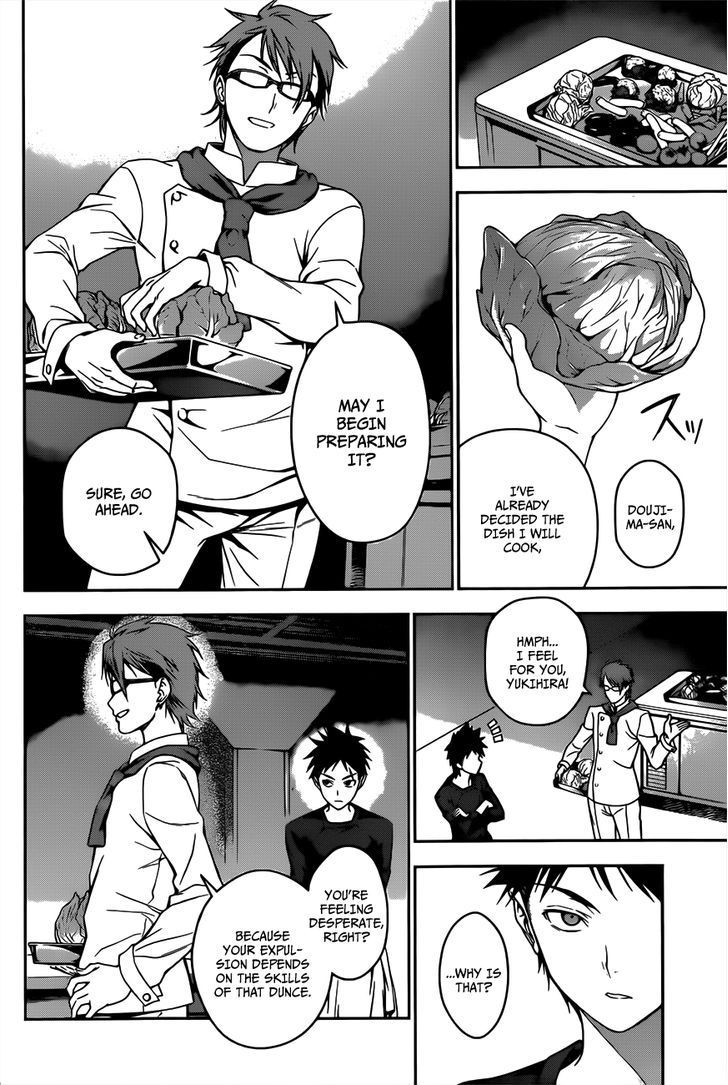 DOUJI-
MA-SAN,
I'VE
ALREADY
DECIDED THE
DISH I WILL
COOK,
スッ
MAY I
BEGIN
PREPARING
IT?
SURE, GO
AHEAD.
HMPH...
I FEEL
FOR YOU,
YUKIHIRA!
YOU'RE
FEELING
DESPERATE,
RIGHT?
BECAUSE
YOUR EXPUL-
SION DEPENDS
ON THE SKILLS
OF THAT DUNCE.
...WHY IS
THAT?